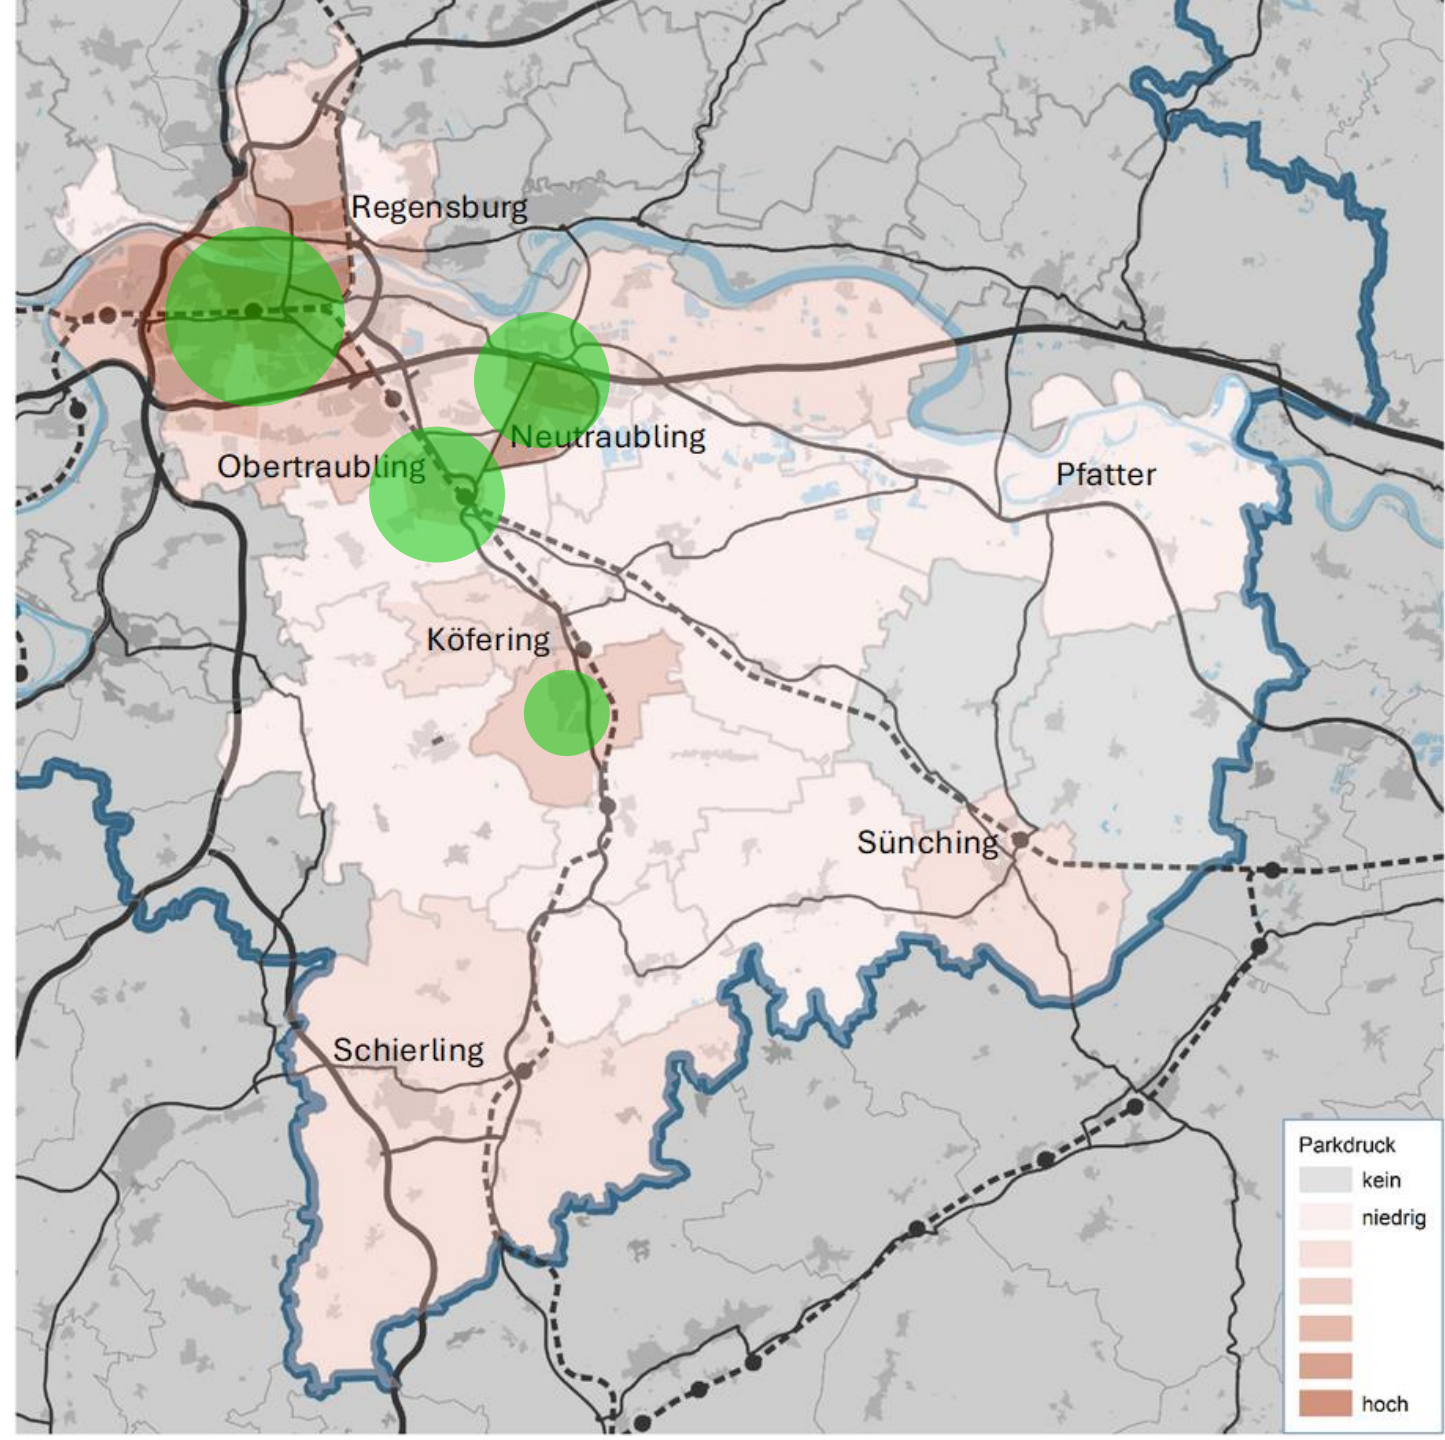 Regensburg
Neutraubling
Obertraubling
Pfatter
Köfering
Sünching
Schierling
Parkdruck
kein
niedrig
hoch